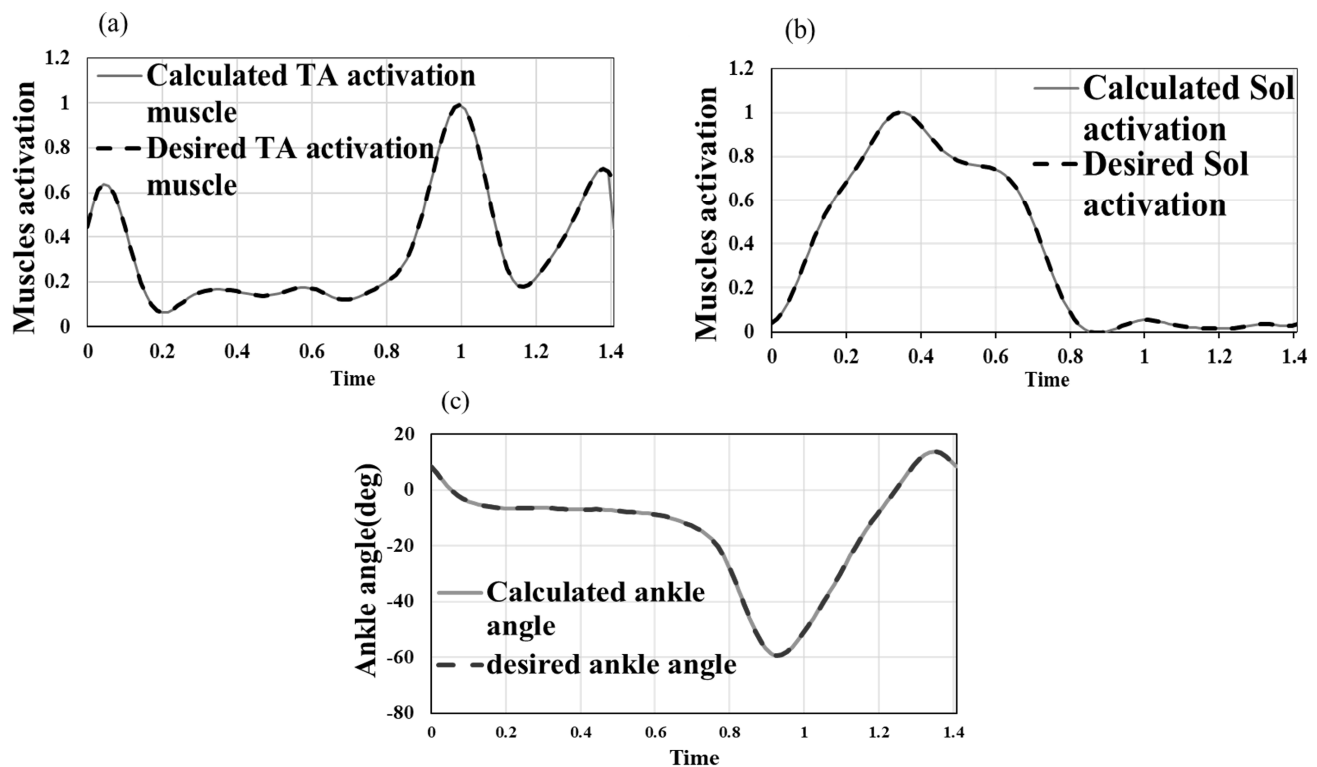 (a)
1.2
1
0.8
0.6
0.4
0.2
0
Muscles activation
Calculated TA activation
muscle
Desired TA activation
muscle
0 0.2 0.4 0.6 0.8 1 1.2 1.4
Time
(b)
1.2
1
0.8
0.6
0.4
0.2
0
Muscles activation
Calculated Sol
activation
Desired Sol
activation
0 0.2 0.4 0.6 0.8 1 1.2 1.4
Time
(c)
20
0
-20
-40
-60
-80
Ankle angle(deg)
Calculated ankle
angle
desired ankle angle
0 0.2 0.4 0.6 0.8 1 1.2 1.4
Time